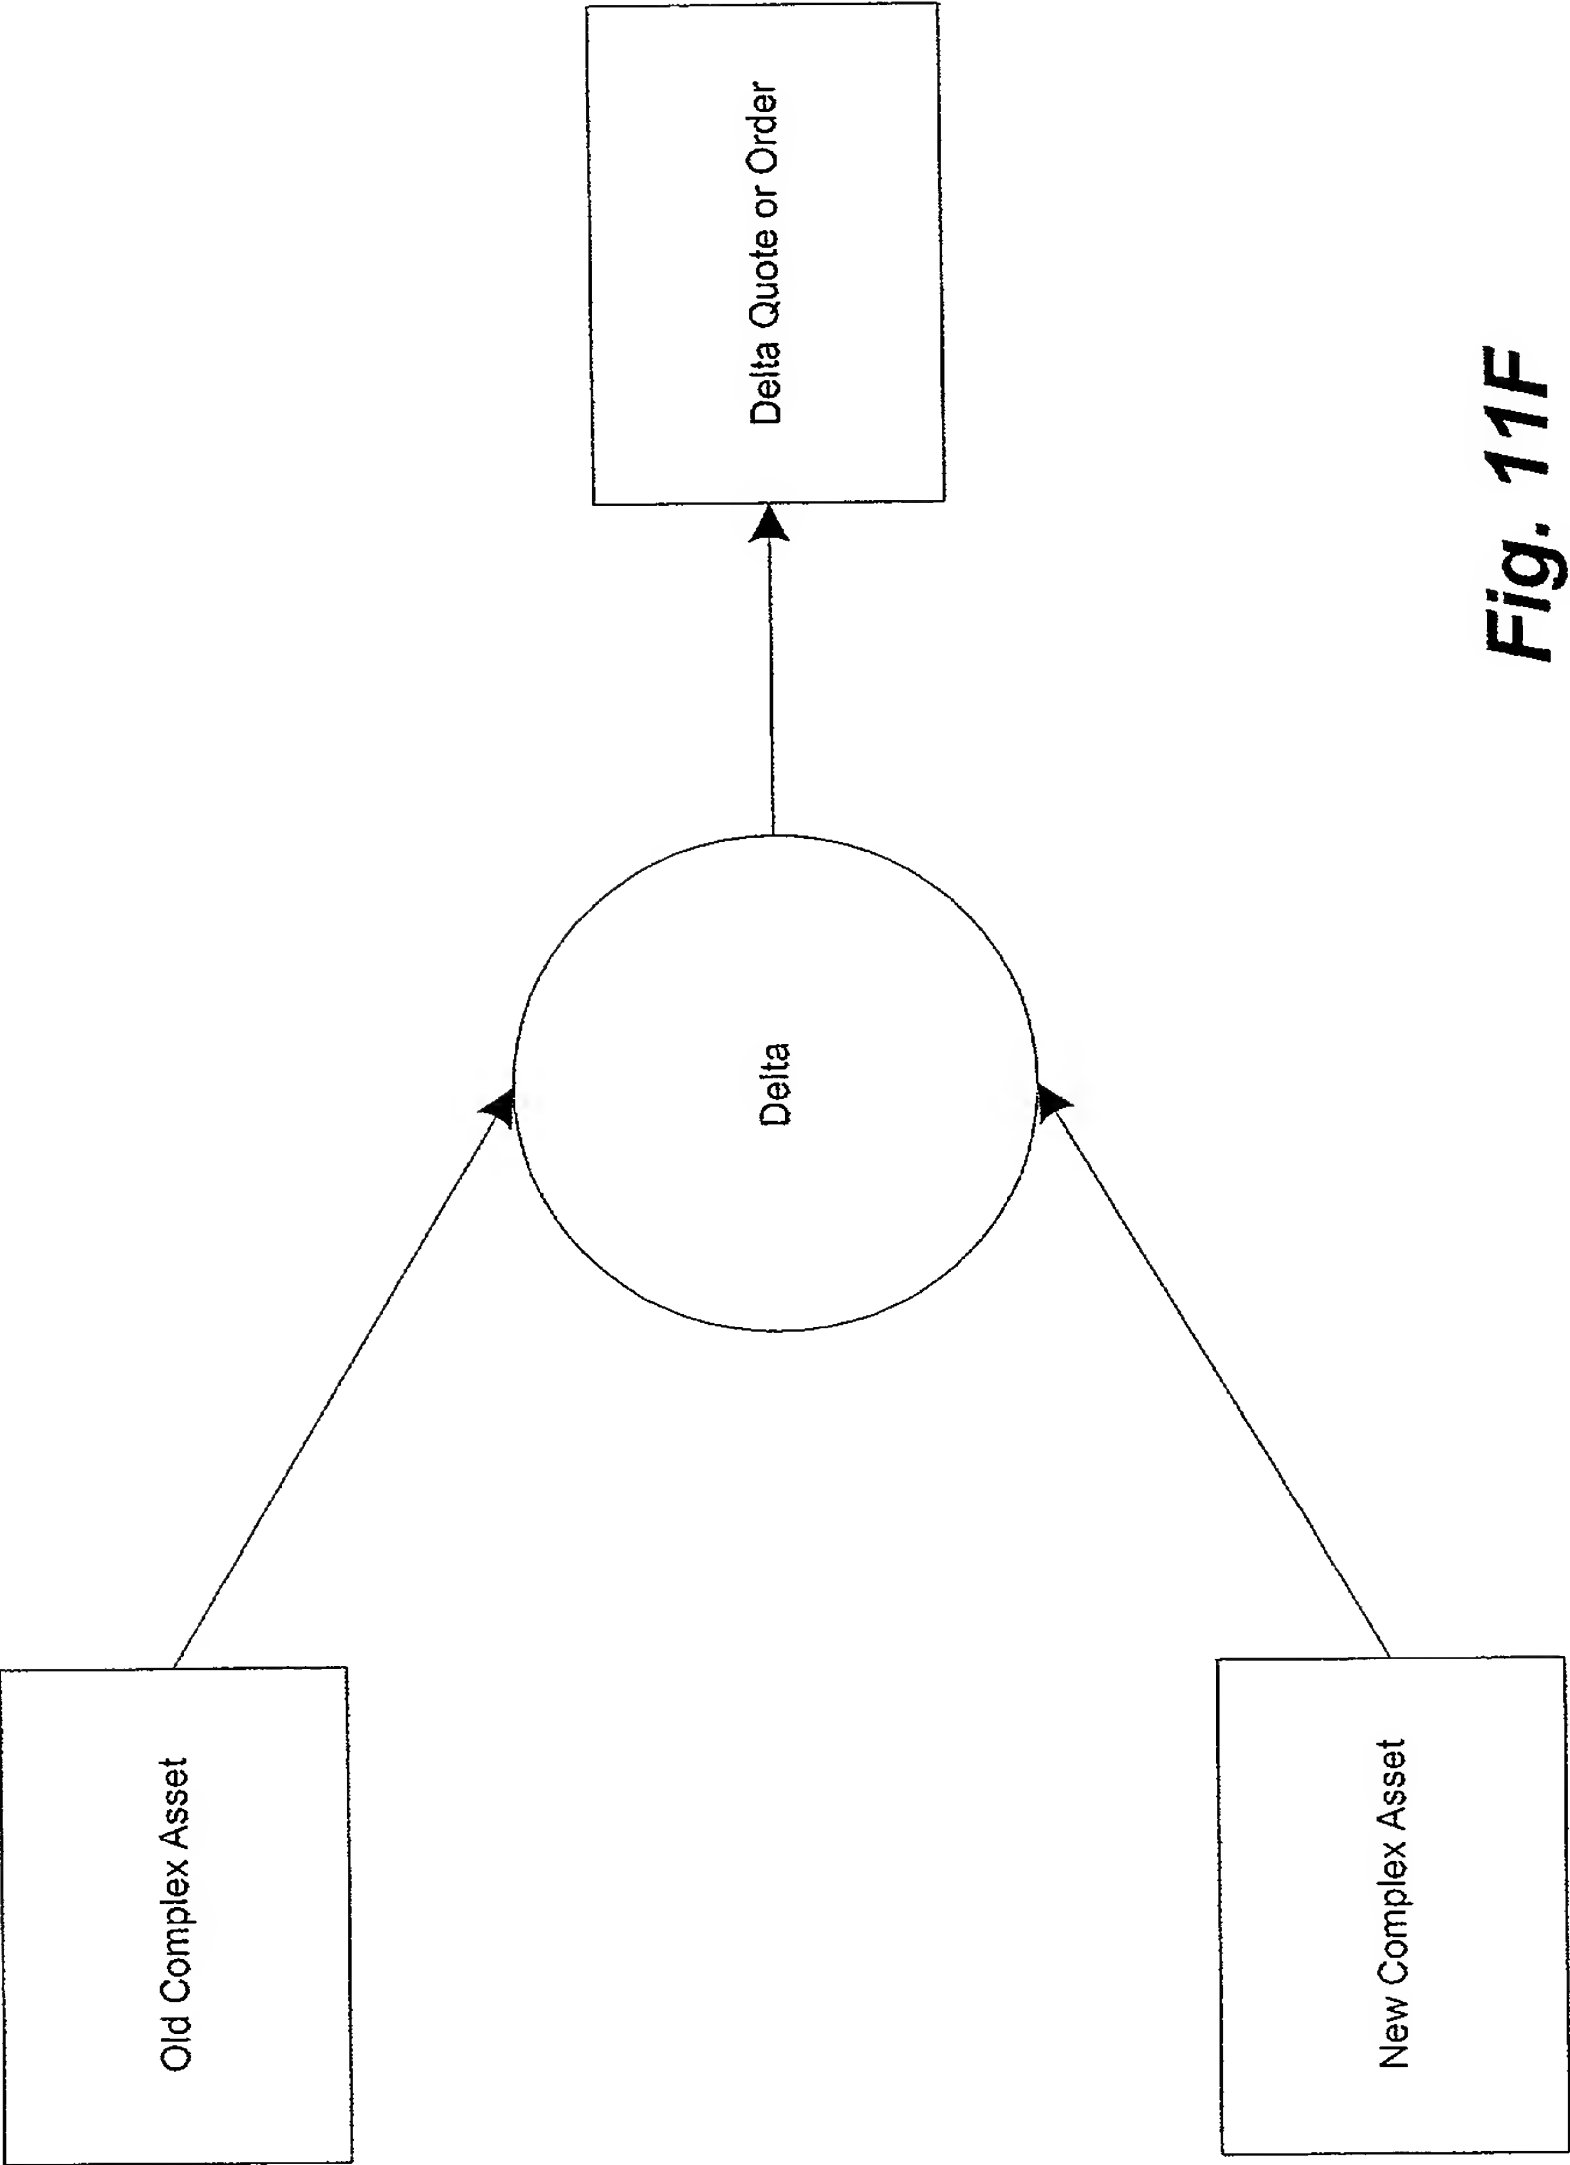 Old Complex Asset
Delta
Delta Quote or Order
New Complex Asset
Fig. 11F